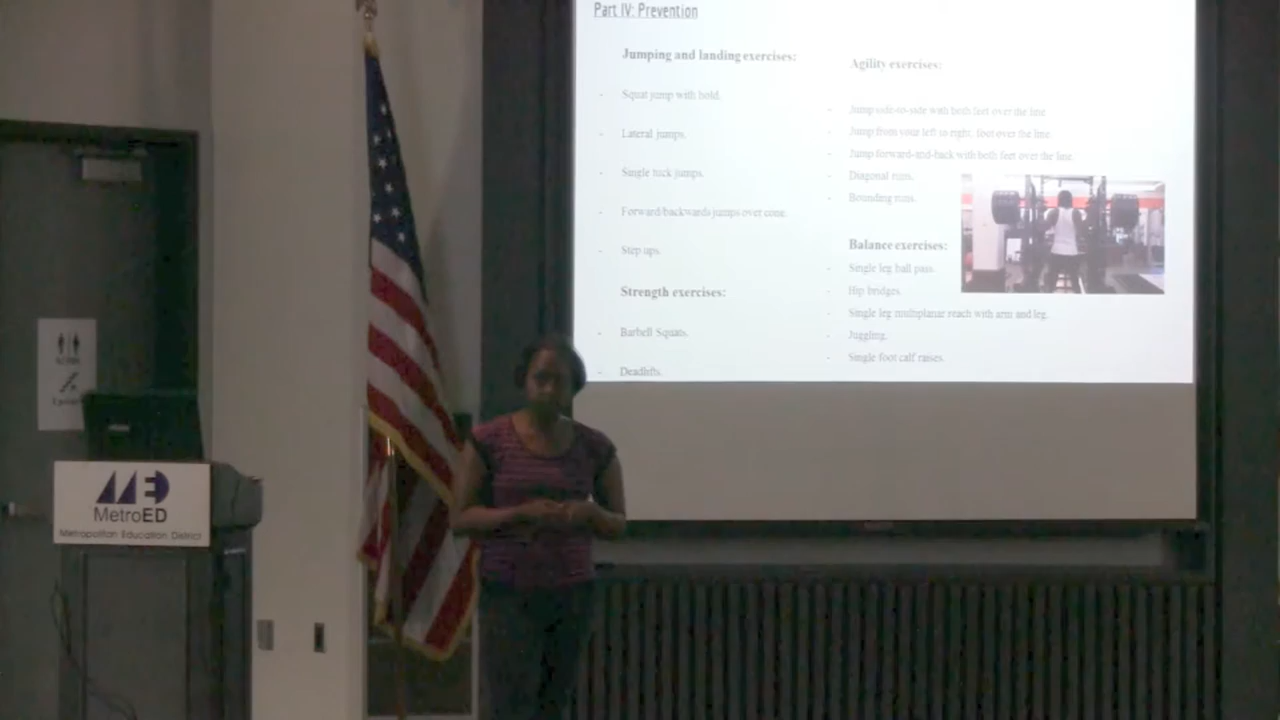 Part IV: Prevention
Jumping and landing exercises:
- Squat jump with hold.
- Lateral jumps.
- Single tuck jumps.
- Forward/backwards jumps over cone.
- Step ups.
Strength exercises:
- Barbell Squats.
- Deadlifts.
Agility exercises:
- Jump side-to-side with both feet over the line.
- Jump from your left to right, foot over the line.
- Jump forward-and-back with both feet over the line.
- Diagonal runs.
- Bounding runs.
Balance exercises:
- Single leg ball pass.
- Hip bridges.
- Single leg multiplanar reach with arm and leg.
- Juggling.
- Single foot calf raises.
MetroED
Metropolitan Education District